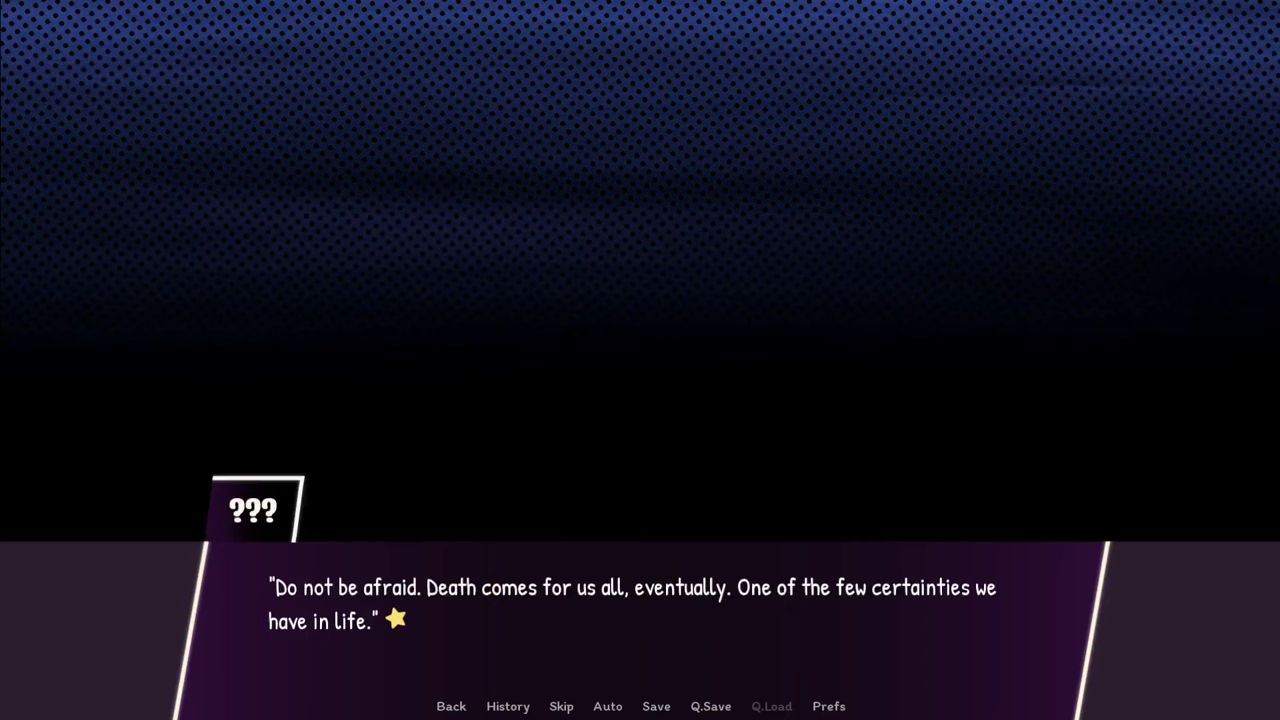 ???
"Do not be afraid. Death comes for us all, eventually. One of the few certainties we
have in life."
Back History Skip Auto Save Q.Save Q.Load Prefs